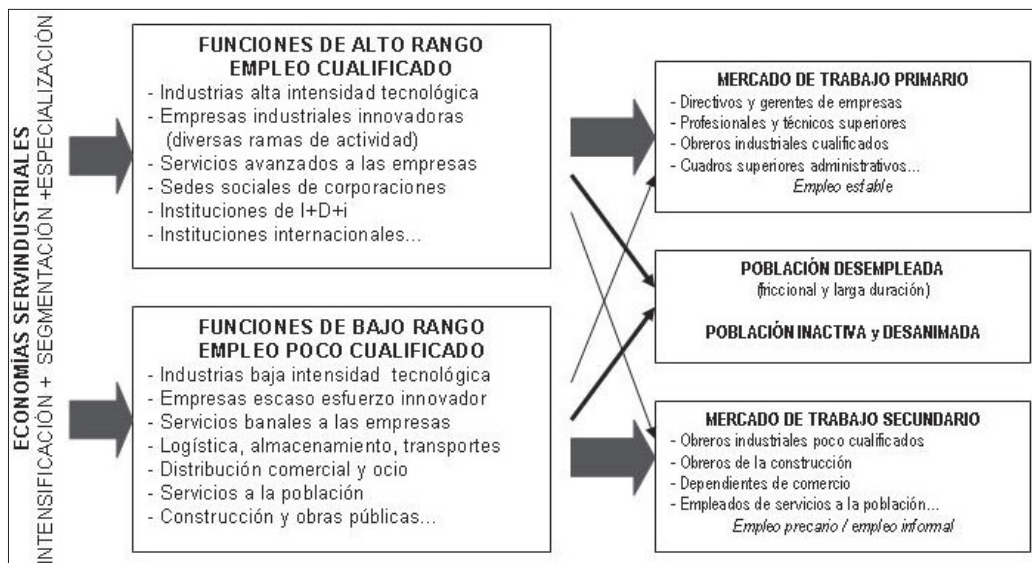 ECONOMÍAS SERVINDUSTRIALES
INTENSIFICACIÓN + SEGMENTACIÓN +ESPECIALIZACIÓN
FUNCIONES DE ALTO RANGO
EMPLEO CUALIFICADO
- Industrias alta intensidad tecnológica
- Empresas industriales innovadoras
(diversas ramas de actividad)
- Servicios avanzados a las empresas
- Sedes sociales de corporaciones
- Instituciones de I+D+i
- Instituciones internacionales...
FUNCIONES DE BAJO RANGO
EMPLEO POCO CUALIFICADO
- Industrias baja intensidad tecnológica
- Empresas escaso esfuerzo innovador
- Servicios banales a las empresas
- Logística, almacenamiento, transportes
- Distribución comercial y ocio
- Servicios a la población
- Construcción y obras públicas...
MERCADO DE TRABAJO PRIMARIO
- Directivos y gerentes de empresas
- Profesionales y técnicos superiores
- Obreros industriales cualificados
- Cuadros superiores administrativos...
Empleo estable
POBLACIÓN DESEMPLEADA
(friccional y larga duración)
POBLACIÓN INACTIVA y DESANIMADA
MERCADO DE TRABAJO SECUNDARIO
- Obreros industriales poco cualificados
- Obreros de la construcción
- Dependientes de comercio
- Empleados de servicios a la población...
Empleo precario / empleo informal